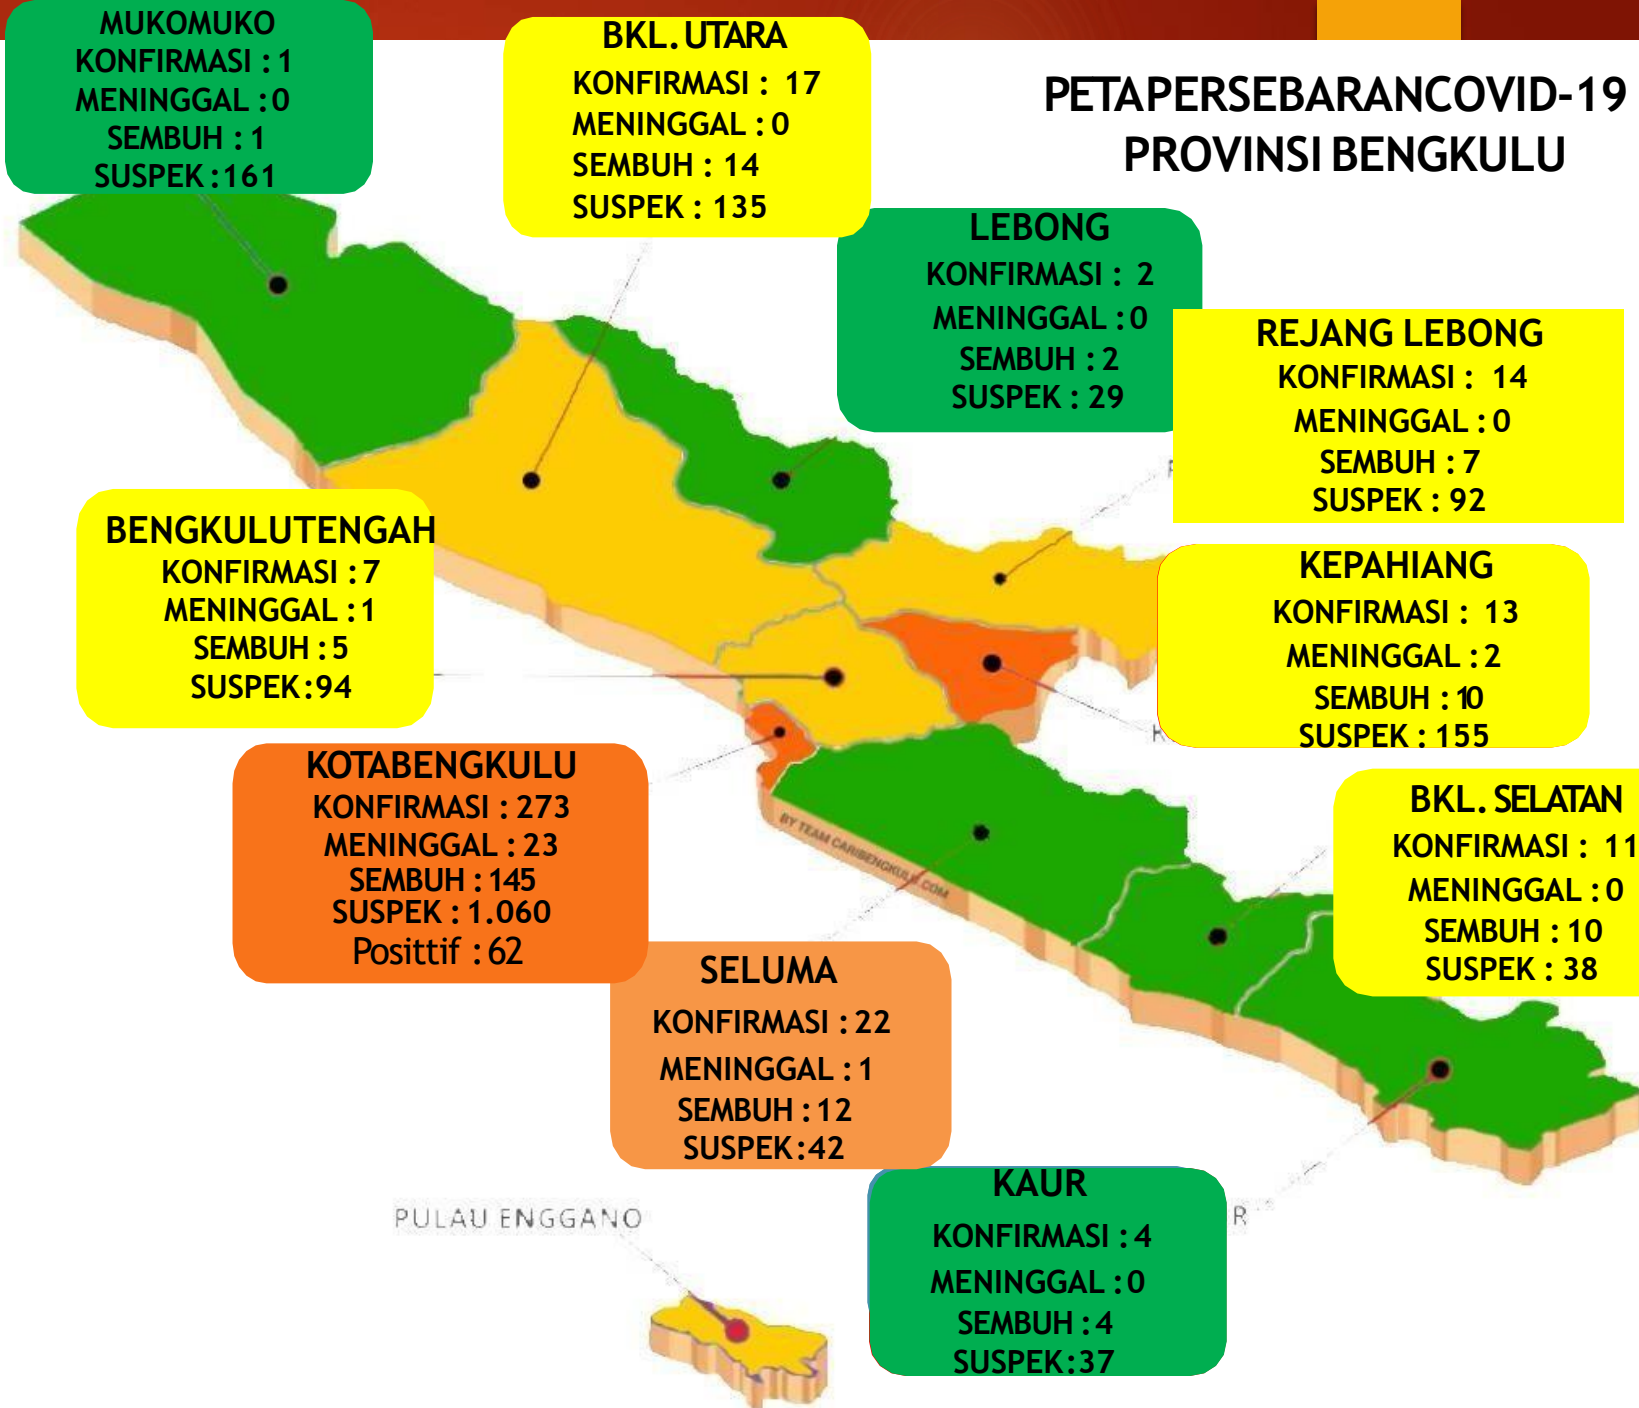 MUKOMUKO
KONFIRMASI : 1
MENINGGAL : 0
SEMBUH : 1
SUSPEK : 161
BKL. UTARA
KONFIRMASI : 17
MENINGGAL : 0
SEMBUH : 14
SUSPEK : 135
PETAPERSEBARANCOVID-19
PROVINSI BENGKULU
LEBONG
KONFIRMASI : 2
MENINGGAL : 0
SEMBUH : 2
SUSPEK : 29
REJANG LEBONG
KONFIRMASI : 14
MENINGGAL : 0
SEMBUH : 7
SUSPEK : 92
BENGKULUTENGAH
KONFIRMASI : 7
MENINGGAL : 1
SEMBUH : 5
SUSPEK :94
KEPAHIANG
KONFIRMASI : 13
MENINGGAL : 2
SEMBUH : 10
SUSPEK : 155
KOTABENGKULU
KONFIRMASI : 273
MENINGGAL : 23
SEMBUH : 145
SUSPEK : 1.060
Posittif : 62
BKL. SELATAN
KONFIRMASI : 11
MENINGGAL : 0
SEMBUH : 10
SUSPEK : 38
BY TEAM CARIBENGKULU.COM
SELUMA
KONFIRMASI : 22
MENINGGAL : 1
SEMBUH : 12
SUSPEK :42
KAUR
KONFIRMASI : 4
MENINGGAL : 0
SEMBUH : 4
SUSPEK :37
R
PULAU ENGGANO